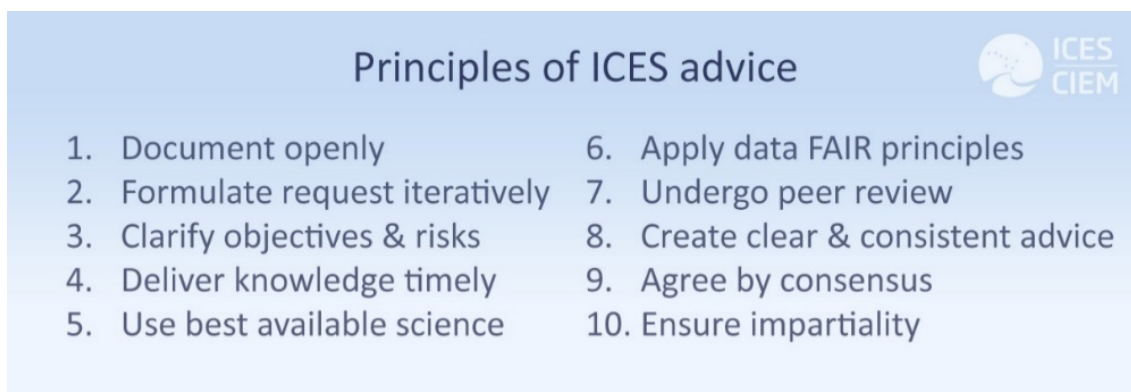 Principles of ICES advice
ICES
CIEM
1. Document openly
2. Formulate request iteratively
3. Clarify objectives & risks
4. Deliver knowledge timely
5. Use best available science
6. Apply data FAIR principles
7. Undergo peer review
8. Create clear & consistent advice
9. Agree by consensus
10. Ensure impartiality